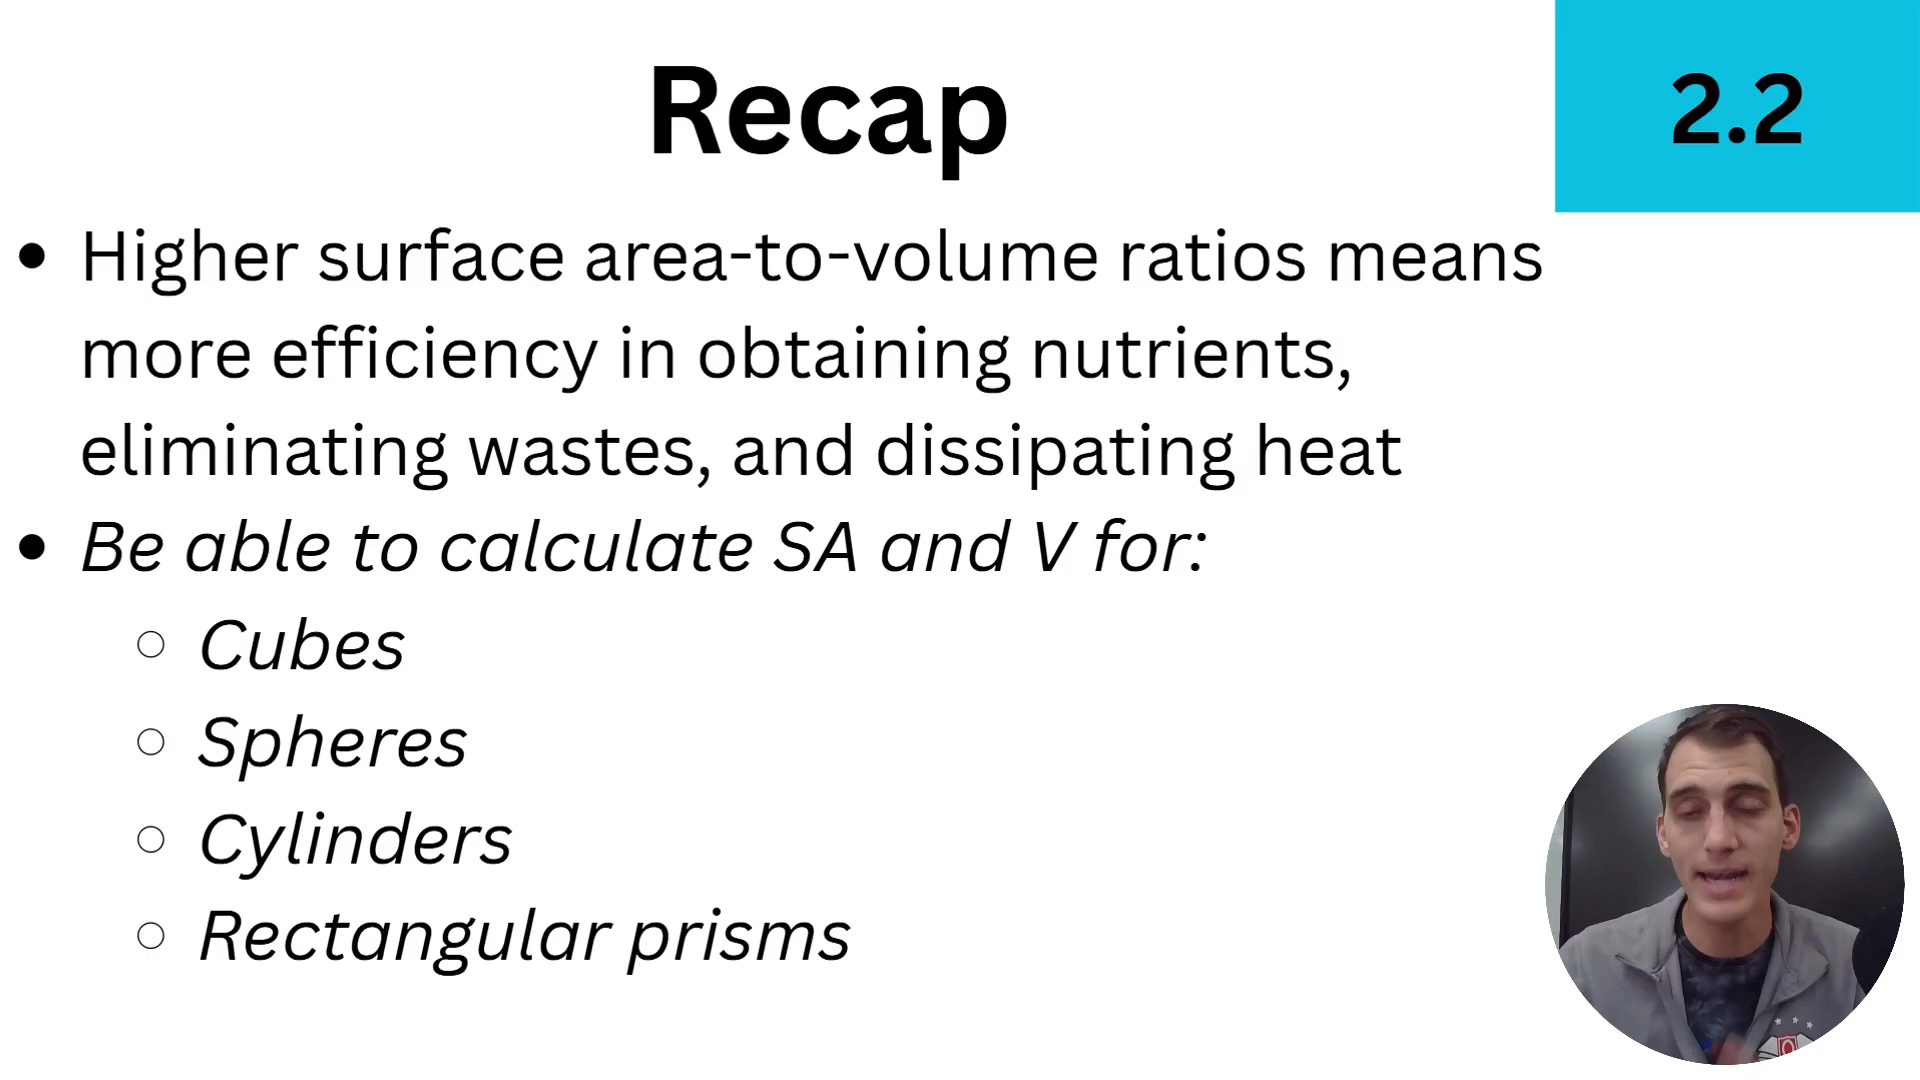 Recap
2.2
• Higher surface area-to-volume ratios means
more efficiency in obtaining nutrients,
eliminating wastes, and dissipating heat
• Be able to calculate SA and V for:
○ Cubes
○ Spheres
○ Cylinders
○ Rectangular prisms